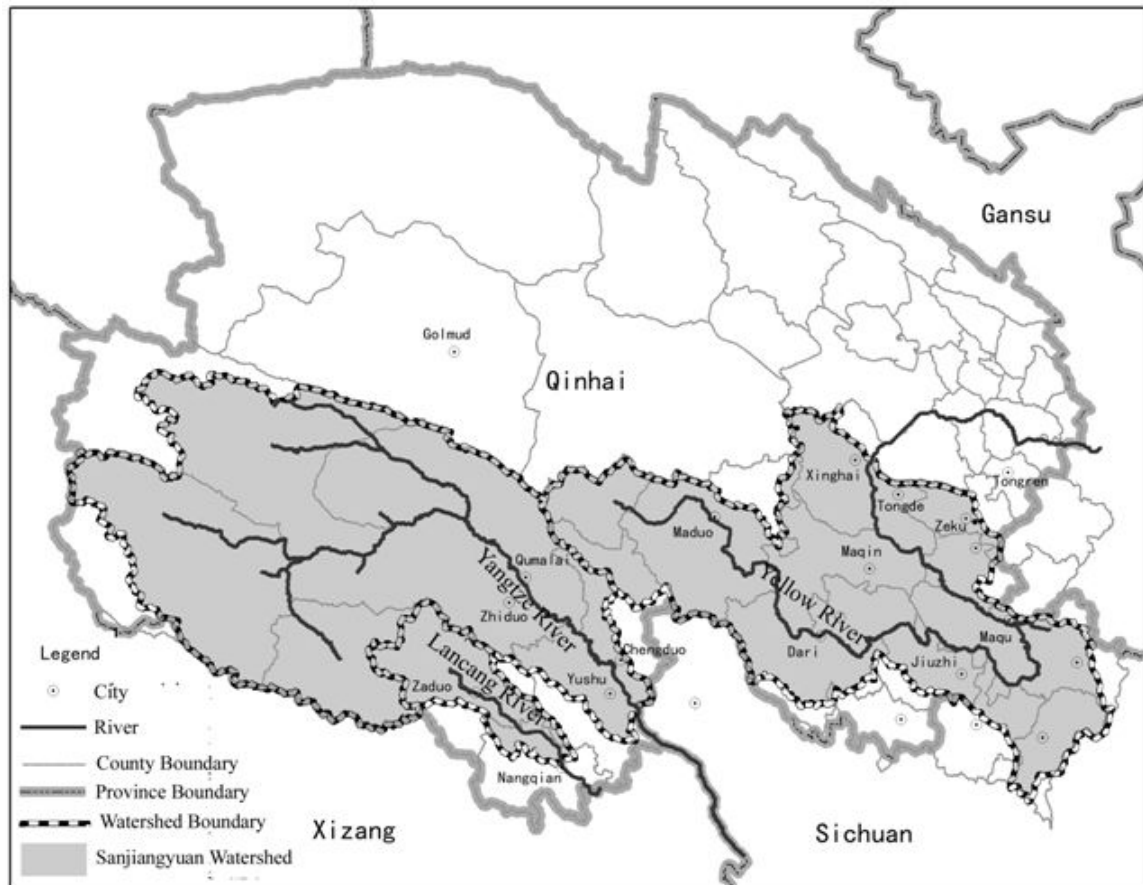 Gansu
Golmud
Qinhai
Xinghai
Tongren
Tongde
Zeku
Maduo
Maqin
Qumalai
Yangtze River
Yellow River
Zhiduo
Chengduo
Maqu
Dari
Jiuzhi
Lancang River
Yushu
Zaduo
Nangqian
Xizang
Sichuan
Legend
City
River
County Boundary
Province Boundary
Watershed Boundary
Sanjiangyuan Watershed